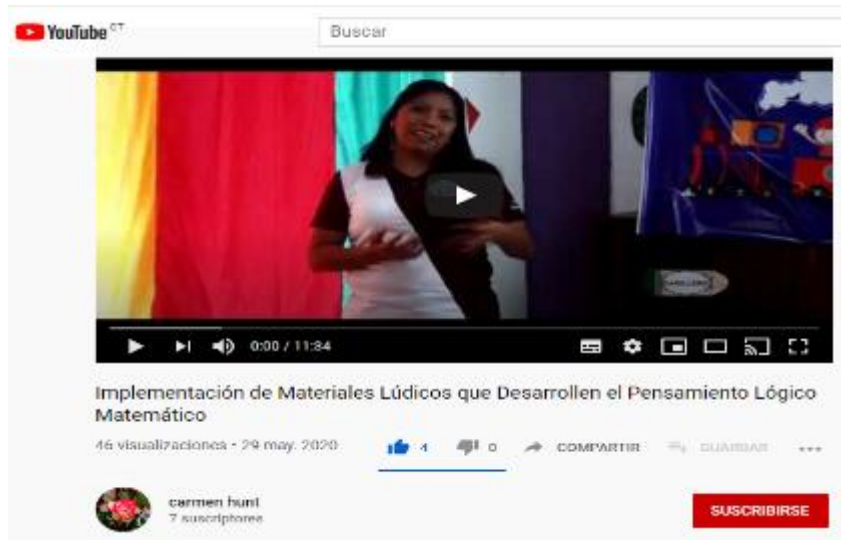 YouTube GT
Buscar
0:00 / 11:34
Implementación de Materiales Lúdicos que Desarrollen el Pensamiento Lógico
Matemático
46 visualizaciones • 29 may. 2020
4
0
COMPARTIR
GUARDAR
carmen hunt
7 suscriptores
SUSCRIBIRSE